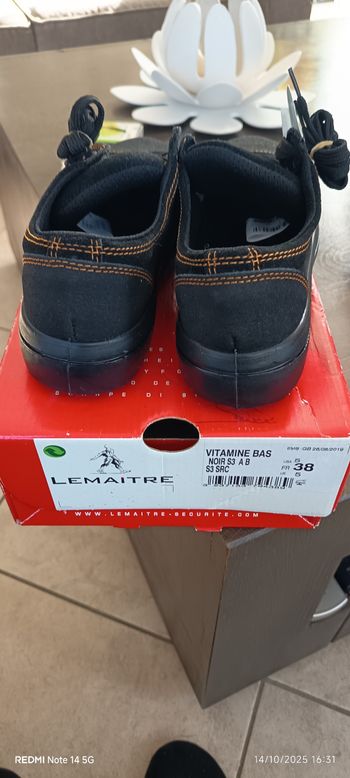 VITAMINE BAS
NOIR S3 A B
S3 SRC
USA 5
FR 38
UK 5
LEMAITRE
WWW.LEMAITRE-SECURITE.COM
REDMI Note 14 5G
14/10/2025 16:31